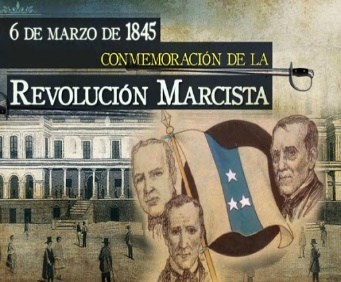 6 DE MARZO DE 1845
CONMEMORACIÓN DE LA
REVOLUCIÓN MARCISTA